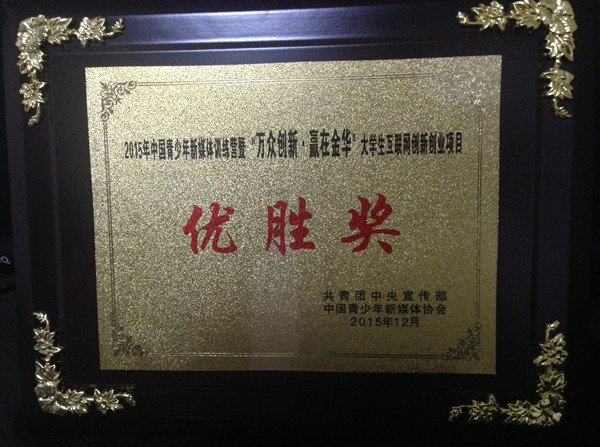 2015年中国青少年新媒体训练营暨“万众创新·赢在金华”大学生互联网创新创业项目
优胜奖
共青团中央宣传部
中国青少年新媒体协会
2015年12月